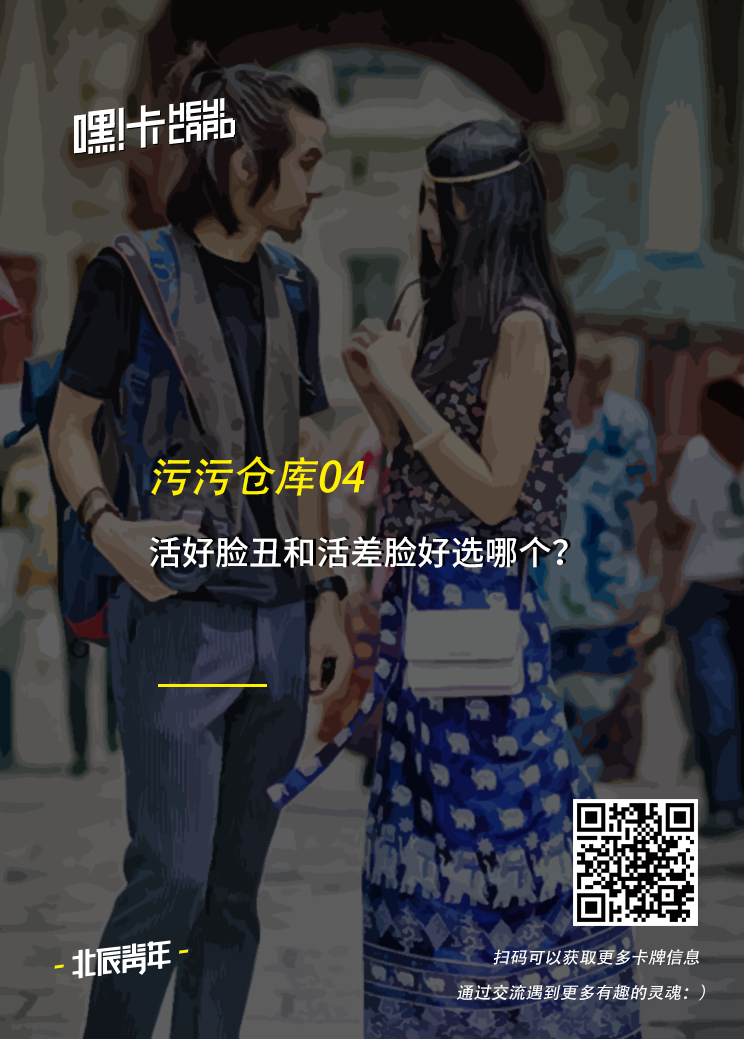 嘿!卡 HEY! CARD
污污仓库04
活好脸丑和活差脸好选哪个?
- 北辰青年 -
扫码可以获取更多卡牌信息
通过交流遇到更多有趣的灵魂：）